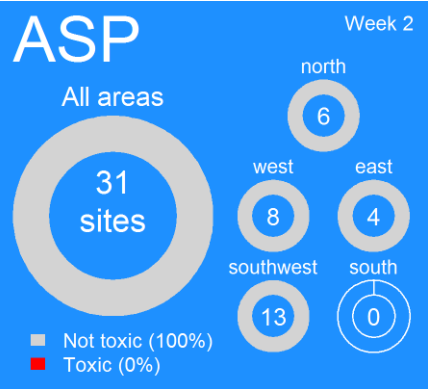 ASP
Week 2
All areas
31
sites
north
6
west
8
east
4
southwest
13
south
0
Not toxic (100%)
Toxic (0%)